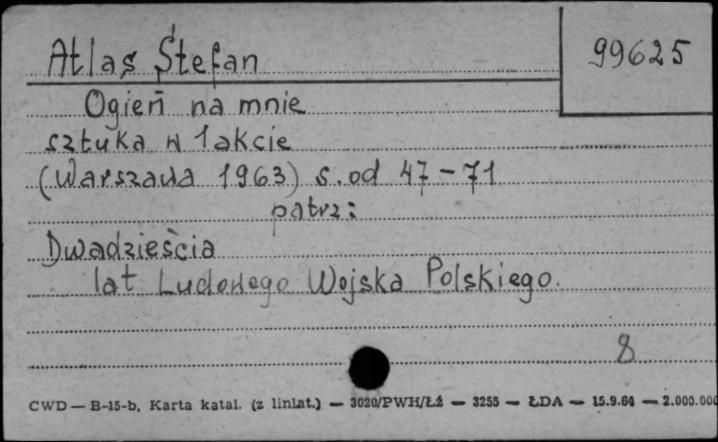 Atlas Stefan
99625
Ogień na mnie
sztuka w 1 akcie
(Warszawa 1963) s. od 47-71
patrz:
Dwadzieścia
lat Ludowego Wojska Polskiego.
8
CWD — B-15-b, Karta katal. (z liniat.) — 3020/PWH/Łź — 3255 — ŁDA — 15.9.64 — 2.000.000